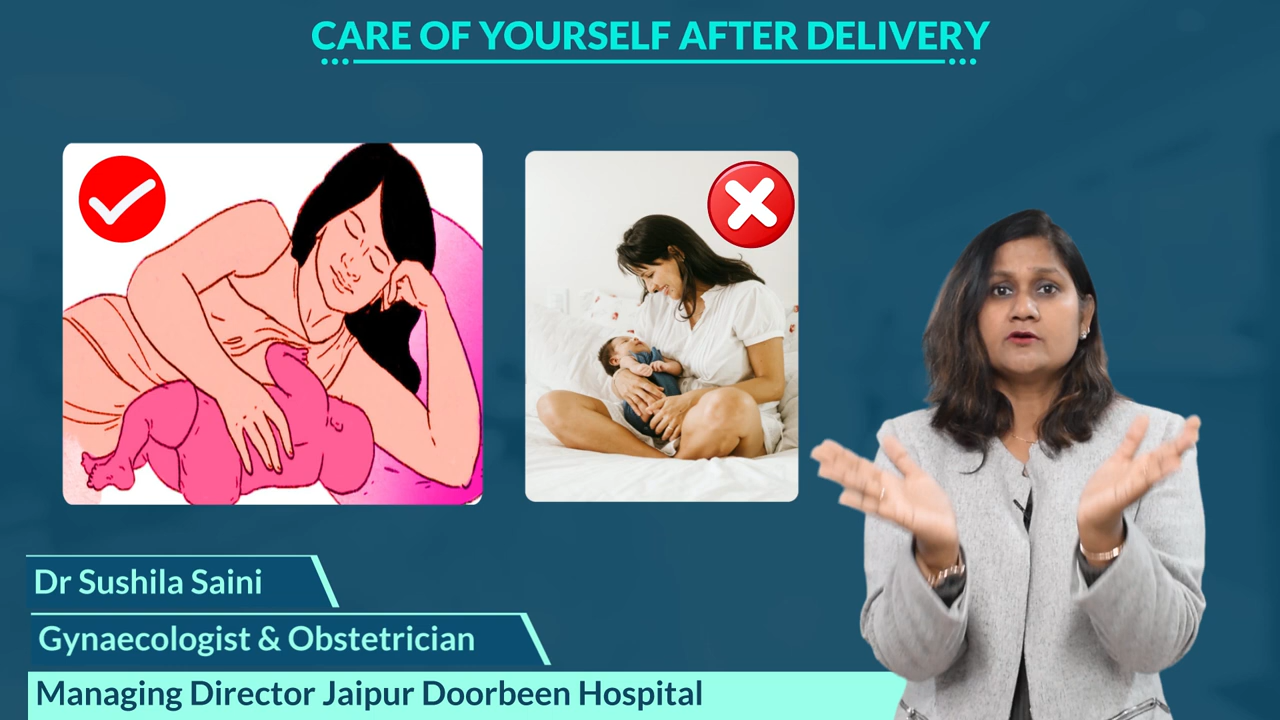 CARE OF YOURSELF AFTER DELIVERY
Dr Sushila Saini
Gynaecologist & Obstetrician
Managing Director Jaipur Doorbeen Hospital